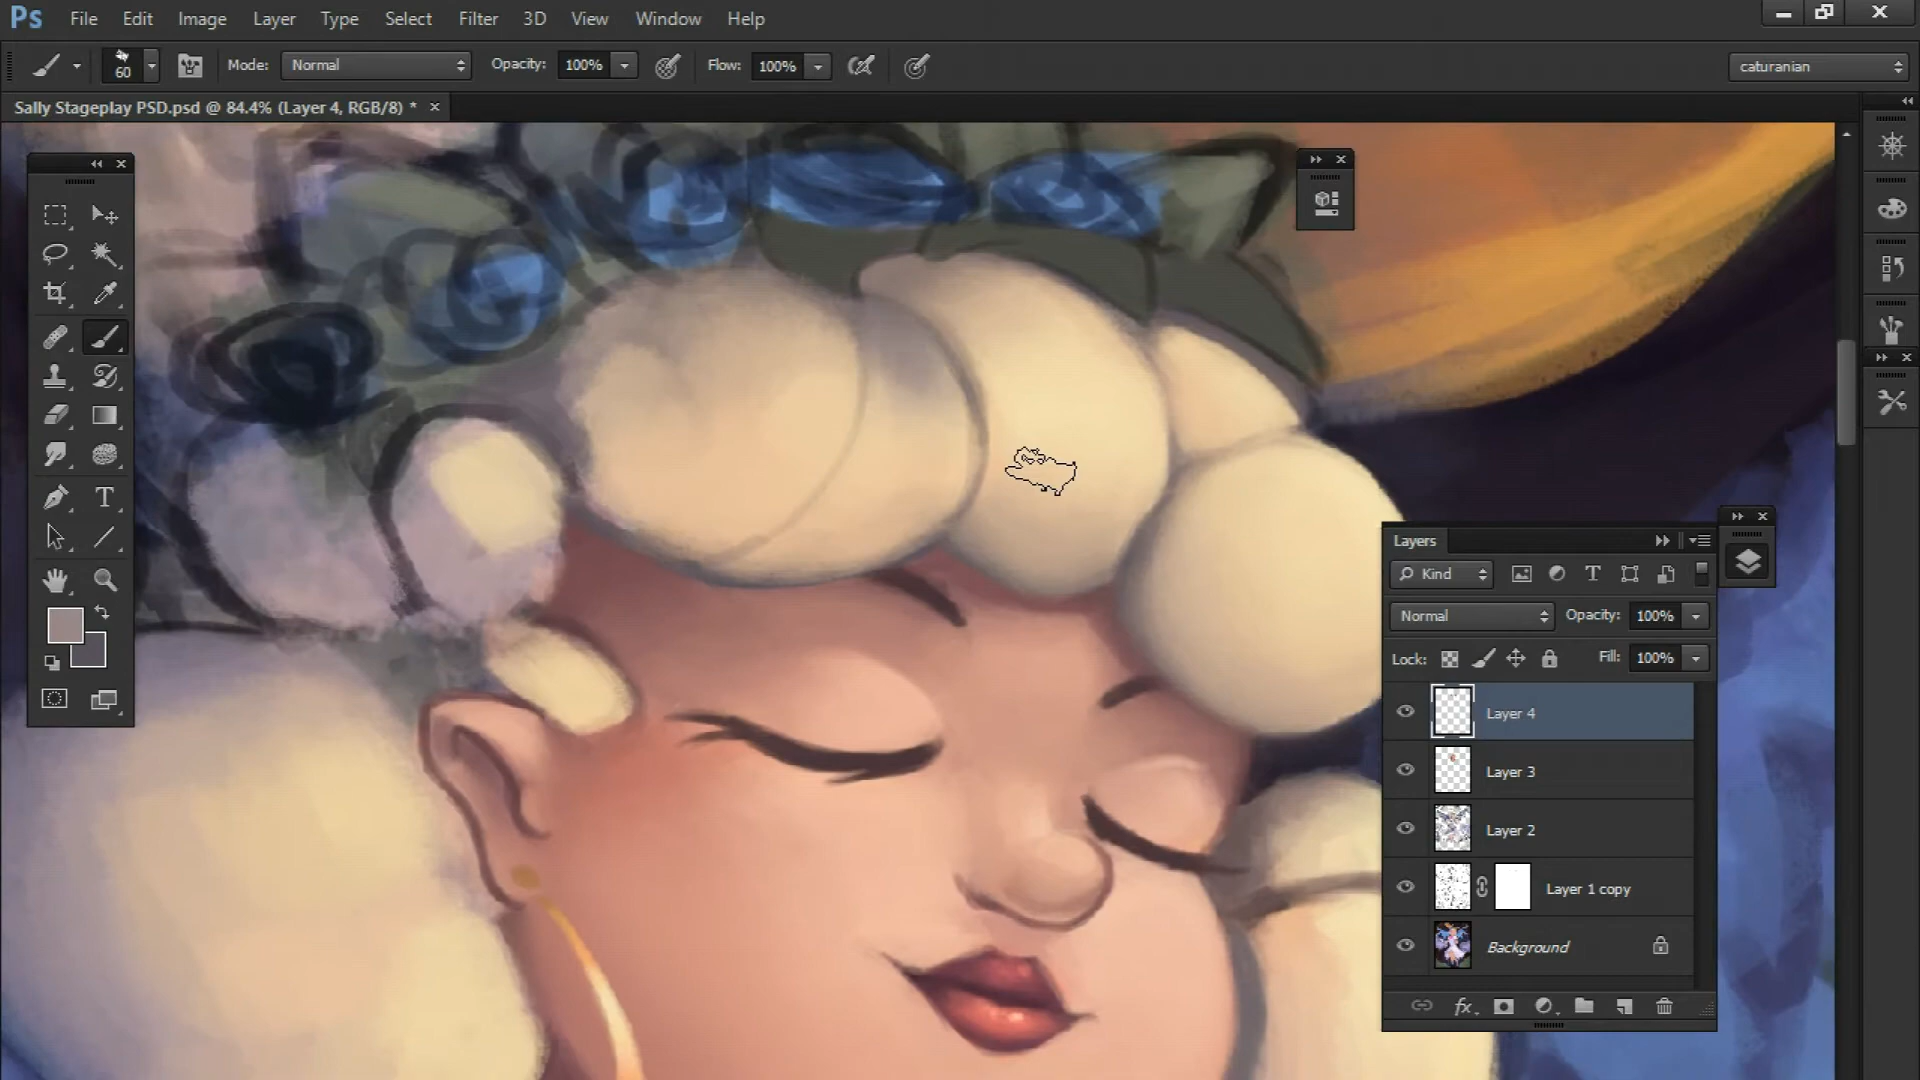 Ps File Edit Image Layer Type Select Filter 3D View Window Help
60 Mode: Normal Opacity: 100% Flow: 100% caturanian
Sally Stageplay PSD.psd @ 84.4% (Layer 4, RGB/8) *
T
Layers
Kind T
Normal Opacity: 100%
Lock: Fill: 100%
Layer 4
Layer 3
Layer 2
Layer 1 copy
Background
fx